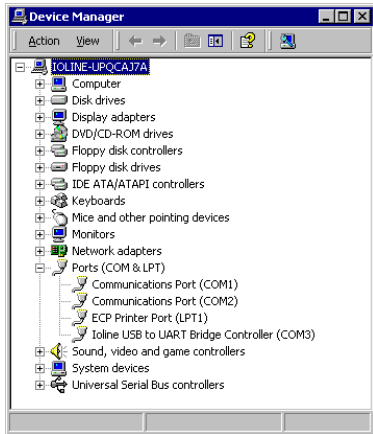 Device Manager
Action View
IOLINE-UPQCAJ7A
Computer
Disk drives
Display adapters
DVD/CD-ROM drives
Floppy disk controllers
Floppy disk drives
IDE ATA/ATAPI controllers
Keyboards
Mice and other pointing devices
Monitors
Network adapters
Ports (COM & LPT)
Communications Port (COM1)
Communications Port (COM2)
ECP Printer Port (LPT1)
Ioline USB to UART Bridge Controller (COM3)
Sound, video and game controllers
System devices
Universal Serial Bus controllers